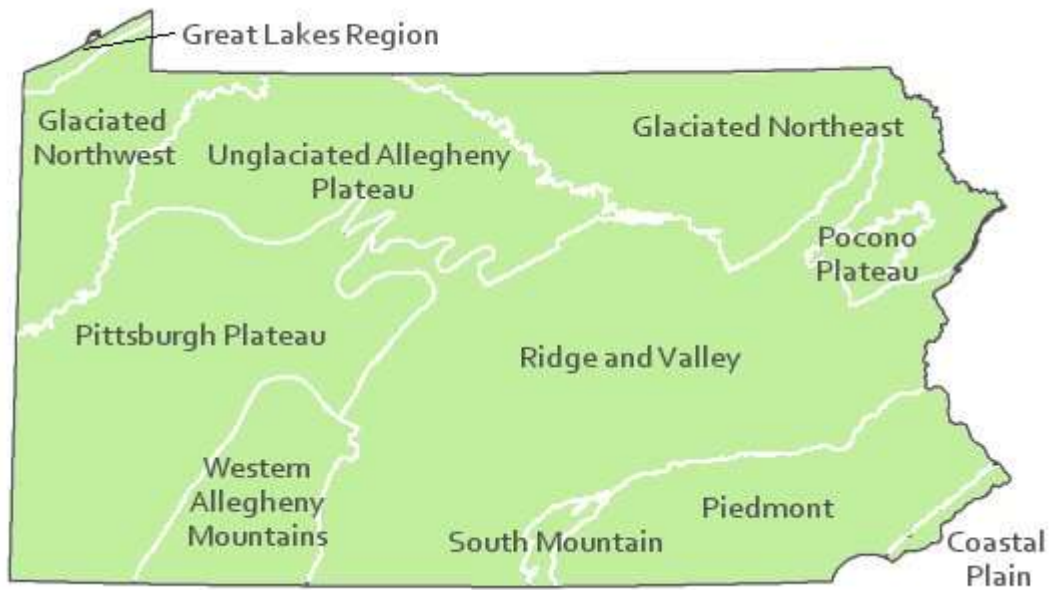 Great Lakes Region
Glaciated
Northwest
Unglaciated Allegheny
Plateau
Glaciated Northeast
Pocono
Plateau
Pittsburgh Plateau
Ridge and Valley
Western
Allegheny
Mountains
South Mountain
Piedmont
Coastal
Plain